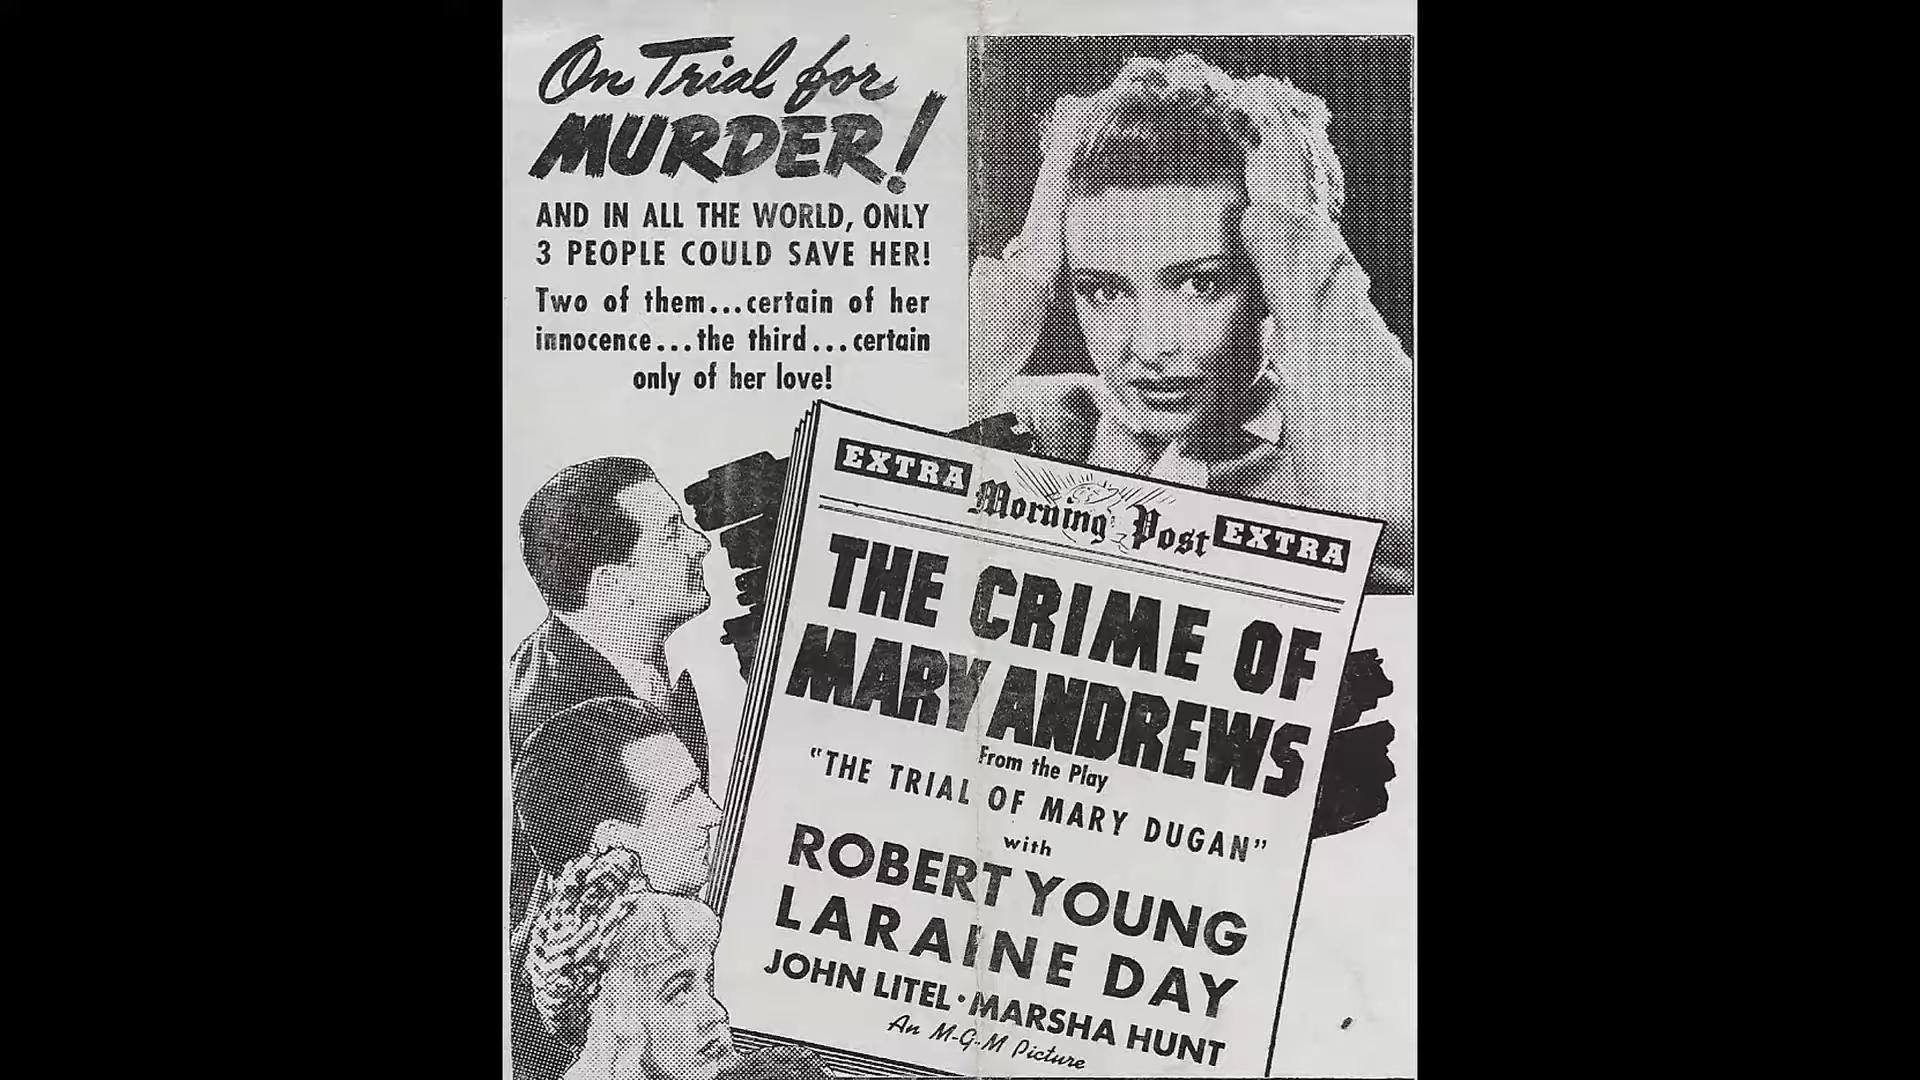 On Trial for
MURDER!
AND IN ALL THE WORLD, ONLY
3 PEOPLE COULD SAVE HER!
Two of them...certain of her
innocence...the third...certain
only of her love!
EXTRA Morning Post EXTRA
THE CRIME OF
MARY ANDREWS
From the Play
"THE TRIAL OF MARY DUGAN"
with
ROBERT YOUNG
LARAINE DAY
JOHN LITEL · MARSHA HUNT
An M-G-M Picture